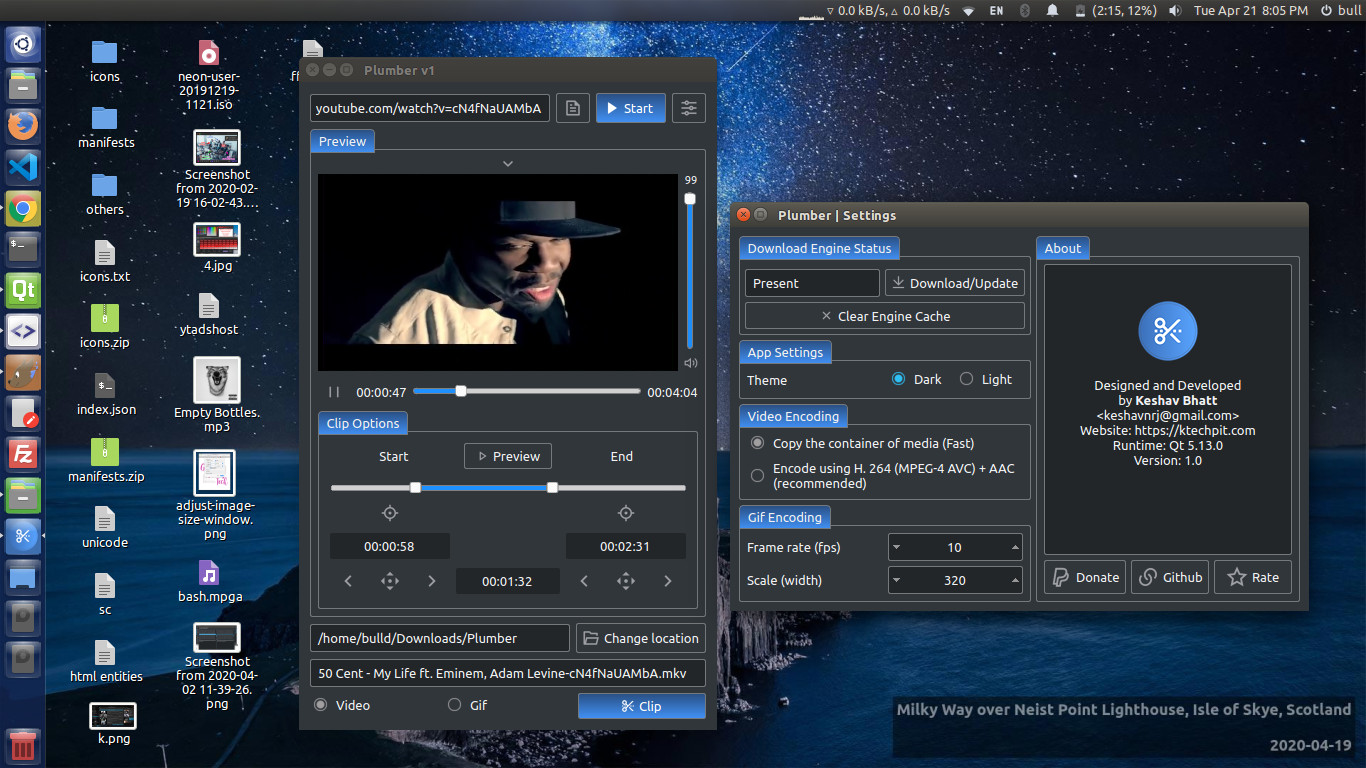 0.0 kB/s, 0.0 kB/s EN (2:15, 12%) Tue Apr 21 8:05 PM bull
icons
manifests
others
icons.txt
icons.zip
index.json
manifests.zip
unicode
sc
html entities
k.png
neon-user-
20191219-
1121.iso
Screenshot
from 2020-02-
19 16-02-43....
4.jpg
ytadshost
Empty Bottles.
mp3
adjust-image-
size-window.
png
bash.mpga
Screenshot
from 2020-04-
02 11-39-26.
png
ff
Plumber v1
youtube.com/watch?v=cN4fNaUAMbA
Start
Preview
99
00:00:47
00:04:04
Clip Options
Start
Preview
End
00:00:58
00:02:31
00:01:32
/home/bulld/Downloads/Plumber
Change location
50 Cent - My Life ft. Eminem, Adam Levine-cN4fNaUAMbA.mkv
Video
Gif
Clip
Plumber | Settings
Download Engine Status
Present
Download/Update
Clear Engine Cache
App Settings
Theme
Dark
Light
Video Encoding
Copy the container of media (Fast)
Encode using H. 264 (MPEG-4 AVC) + AAC
(recommended)
Gif Encoding
Frame rate (fps)
10
Scale (width)
320
About
Designed and Developed
by Keshav Bhatt
<keshavnrj@gmail.com>
Website: https://ktechpit.com
Runtime: Qt 5.13.0
Version: 1.0
Donate
Github
Rate
Milky Way over Neist Point Lighthouse, Isle of Skye, Scotland
2020-04-19